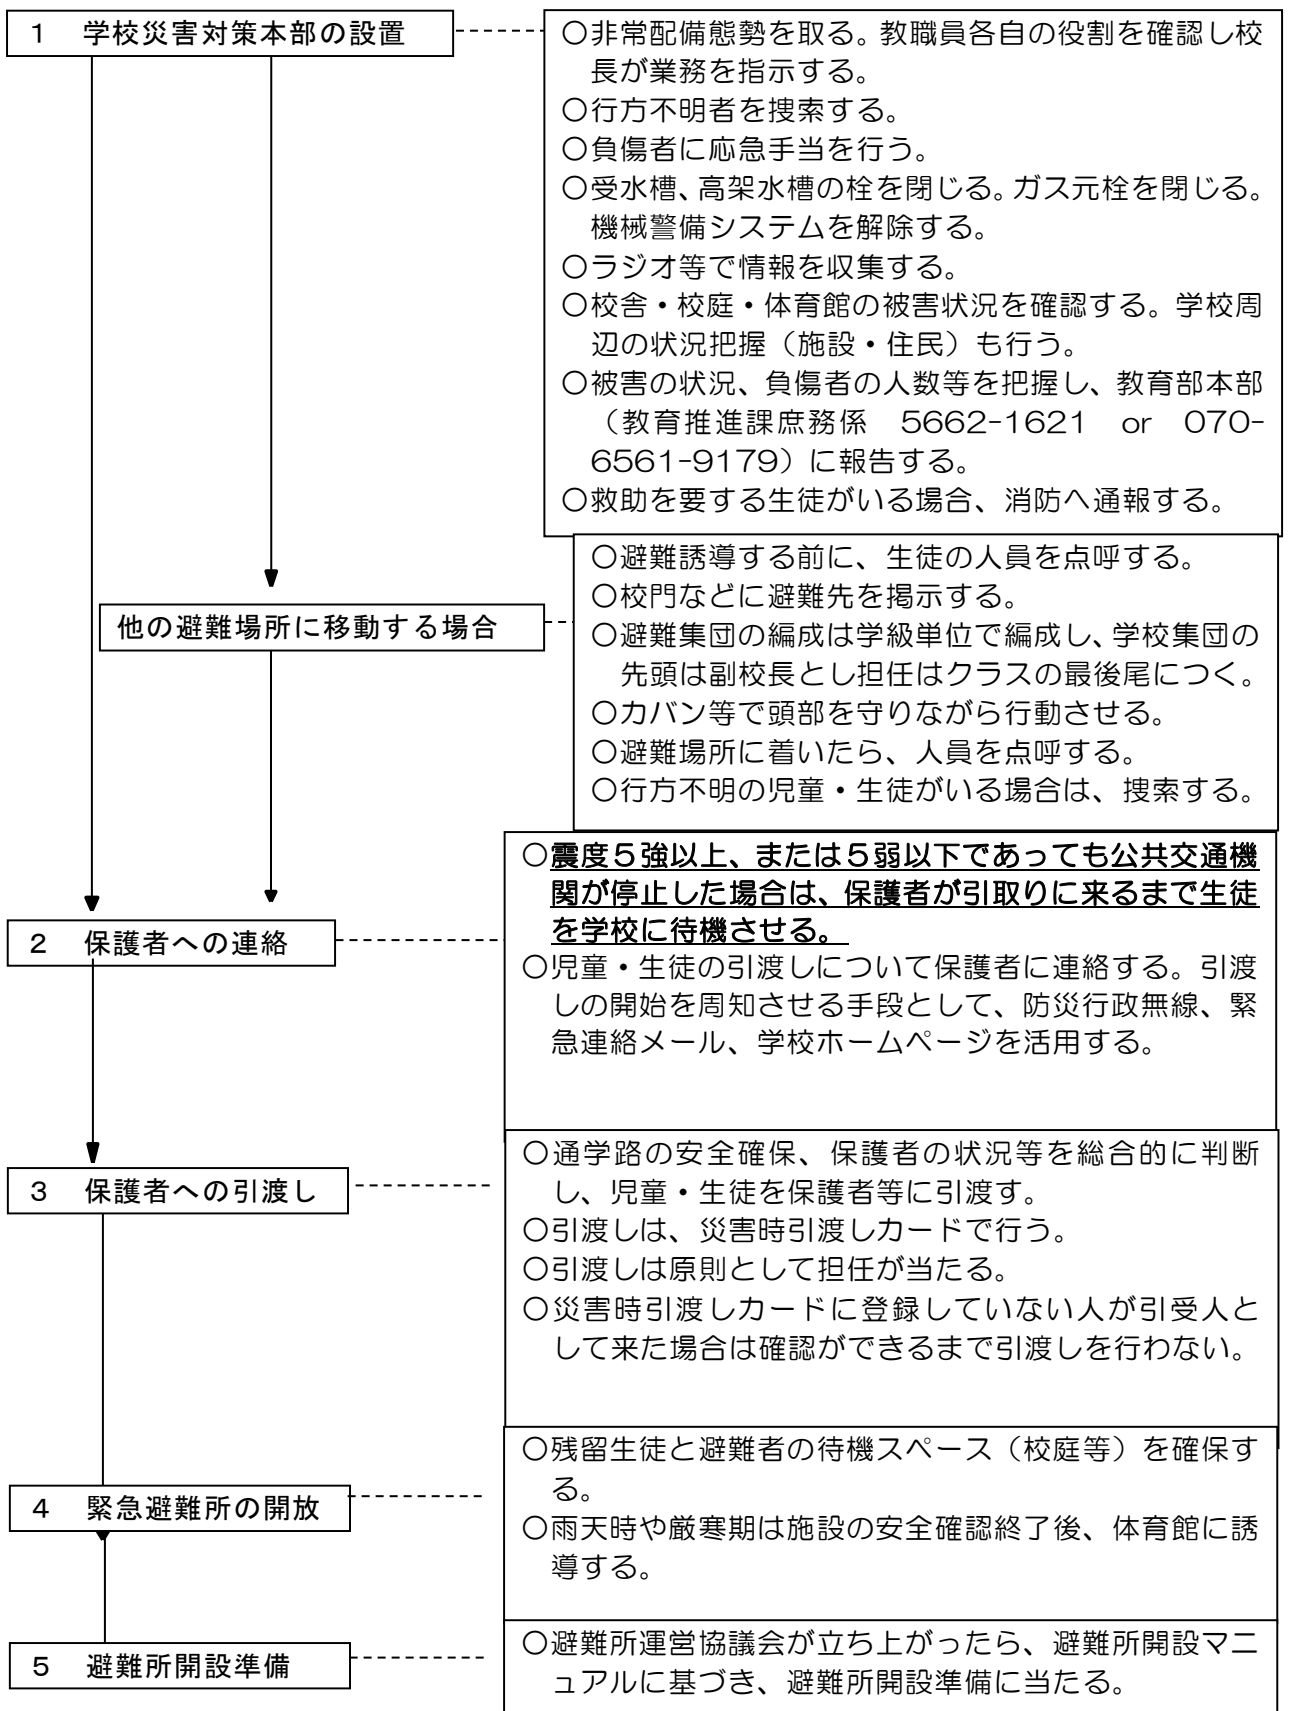 １　学校災害対策本部の設置
○非常配備態勢を取る。教職員各自の役割を確認し校
長が業務を指示する。
○行方不明者を捜索する。
○負傷者に応急手当を行う。
○受水槽、高架水槽の栓を閉じる。ガス元栓を閉じる。
機械警備システムを解除する。
○ラジオ等で情報を収集する。
○校舎・校庭・体育館の被害状況を確認する。学校周
辺の状況把握（施設・住民）も行う。
○被害の状況、負傷者の人数等を把握し、教育部本部
（教育推進課庶務係　5662-1621　or　070-
6561-9179）に報告する。
○救助を要する生徒がいる場合、消防へ通報する。
他の避難場所に移動する場合
○避難誘導する前に、生徒の人員を点呼する。
○校門などに避難先を掲示する。
○避難集団の編成は学級単位で編成し、学校集団の
先頭は副校長とし担任はクラスの最後尾につく。
○カバン等で頭部を守りながら行動させる。
○避難場所に着いたら、人員を点呼する。
○行方不明の児童・生徒がいる場合は、捜索する。
２　保護者への連絡
○震度５強以上、または５弱以下であっても公共交通機
関が停止した場合は、保護者が引取りに来るまで生徒
を学校に待機させる。
○児童・生徒の引渡しについて保護者に連絡する。引渡
しの開始を周知させる手段として、防災行政無線、緊
急連絡メール、学校ホームページを活用する。
３　保護者への引渡し
○通学路の安全確保、保護者の状況等を総合的に判断
し、児童・生徒を保護者等に引渡す。
○引渡しは、災害時引渡しカードで行う。
○引渡しは原則として担任が当たる。
○災害時引渡しカードに登録していない人が引受人と
して来た場合は確認ができるまで引渡しを行わない。
４　緊急避難所の開放
○残留生徒と避難者の待機スペース（校庭等）を確保す
る。
○雨天時や厳寒期は施設の安全確認終了後、体育館に誘
導する。
５　避難所開設準備
○避難所運営協議会が立ち上がったら、避難所開設マニ
ュアルに基づき、避難所開設準備に当たる。